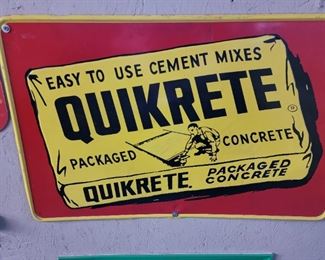 EASY TO USE CEMENT MIXES
QUIKRETE
PACKAGED CONCRETE
QUIKRETE PACKAGED
CONCRETE